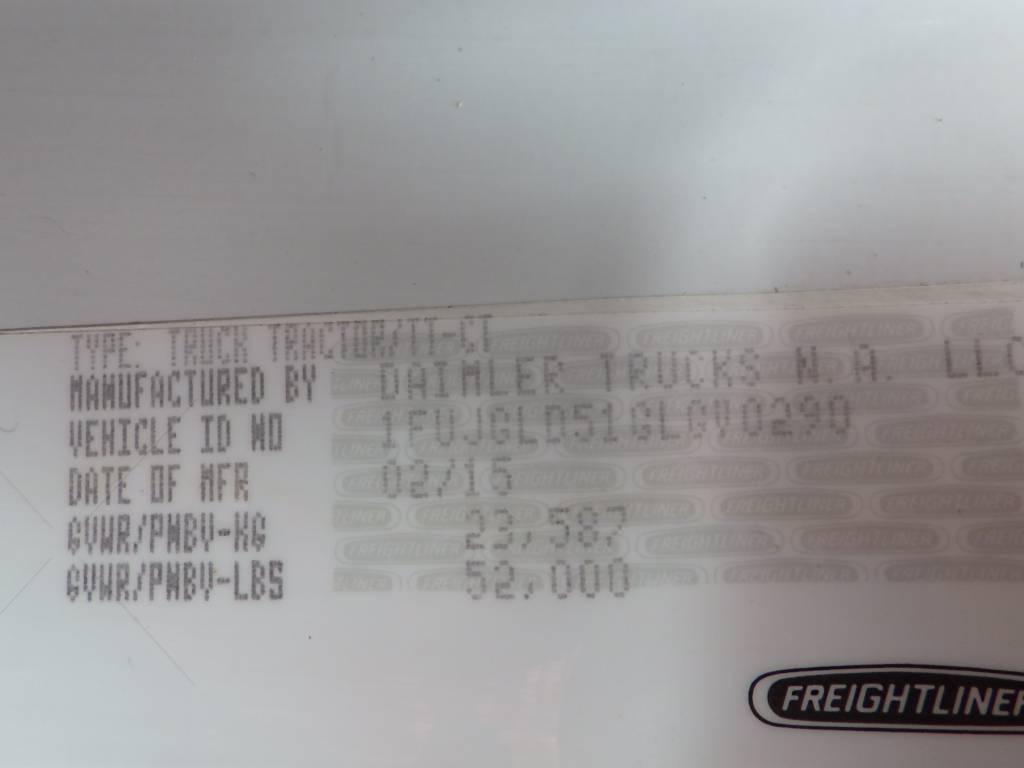 TYPE: TRUCK TRACTOR/TT-CT
MANUFACTURED BY DAIMLER TRUCKS N.A. LLC
VEHICLE ID NO 1FUJGLD51GLGV0290
DATE OF MFR 02/15
GVWR/PNBV-KG 23,587
GVWR/PNBV-LBS 52,000
FREIGHTLINER